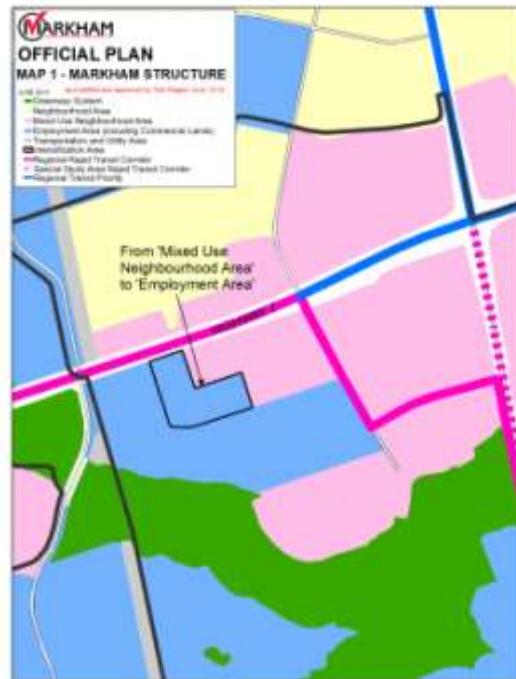 MARKHAM
OFFICIAL PLAN
MAP 1 - MARKHAM STRUCTURE
Greenway System
Neighbourhood Area
Mixed Use Neighbourhood Area
Employment Area (including Commercial Lands)
Transportation and Utility Area
Intensification Area
Regional Rapid Transit Corridor
Special Study Area Rapid Transit Corridor
Regional Transit Priority
From 'Mixed Use
Neighbourhood Area'
to 'Employment Area'